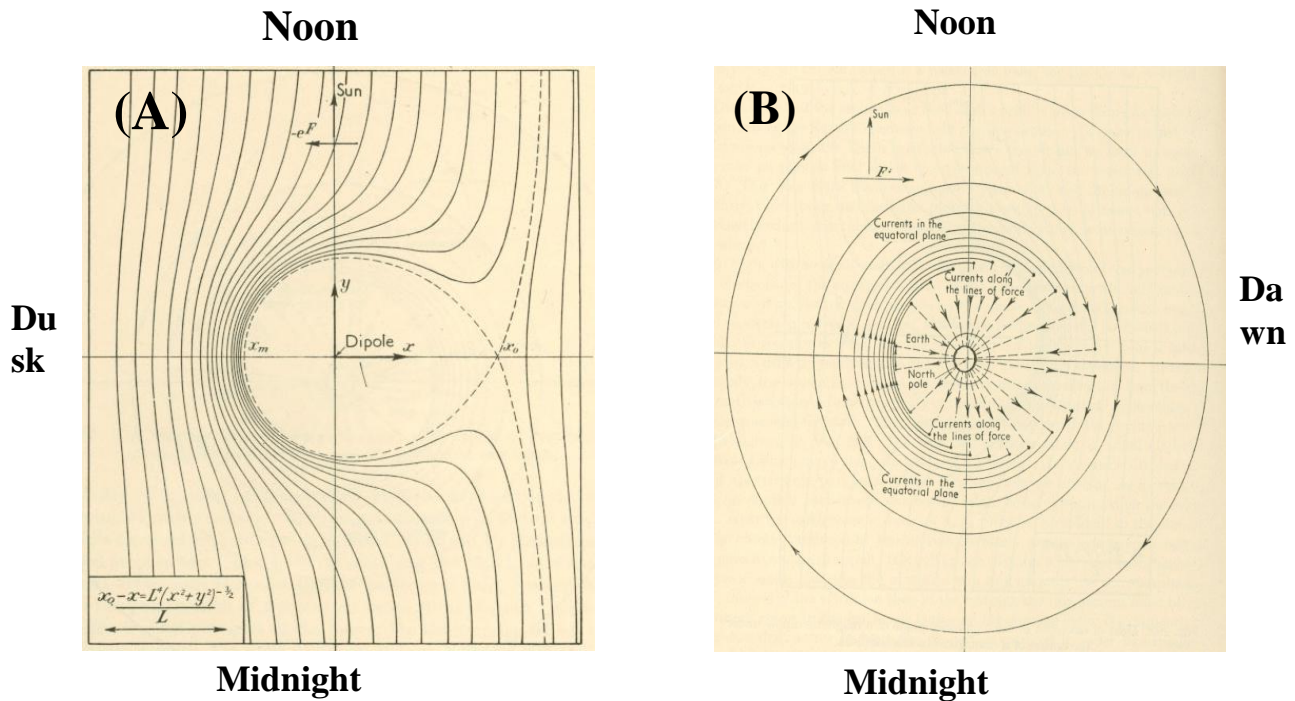 Noon
(A)
Sun
-eF
y
x_m
Dipole
x
x_o
x_0-x=L^4(x^2+y^2)^{-3/2}
L
Midnight
Du
sk
Noon
(B)
Sun
F
Currents in the
equatoral plane
Currents along
the lines of force
Earth
North
pole
Currents along
the lines of force
Currents in the
equatorial plane
Midnight
Da
wn